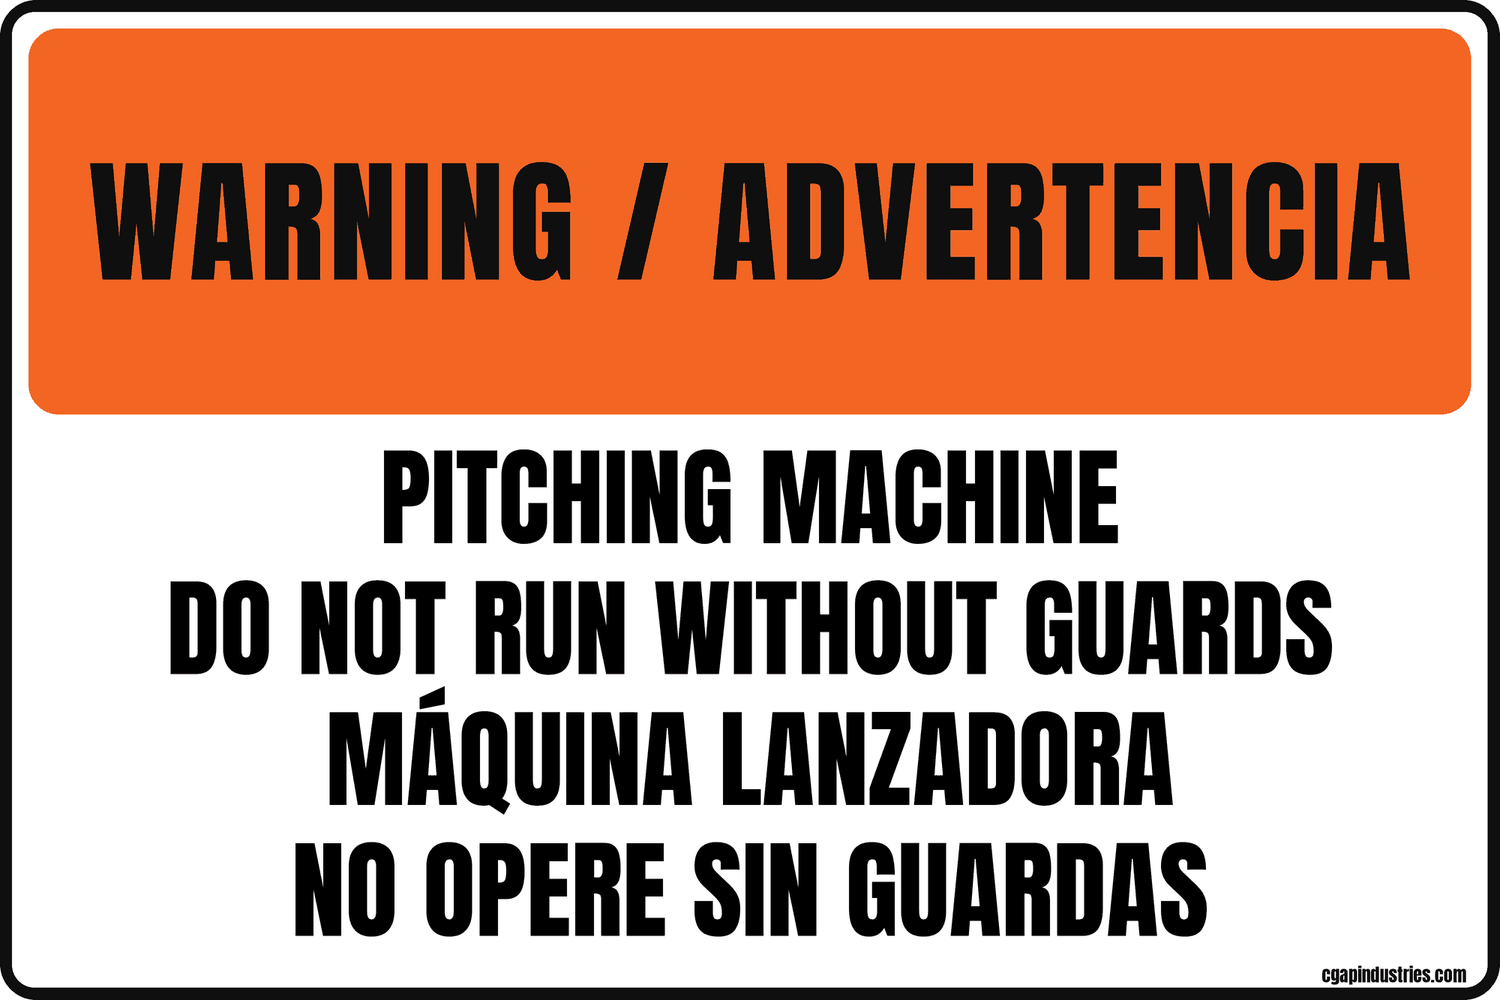 WARNING / ADVERTENCIA
PITCHING MACHINE
DO NOT RUN WITHOUT GUARDS
MÁQUINA LANZADORA
NO OPERE SIN GUARDAS
cgapindustries.com